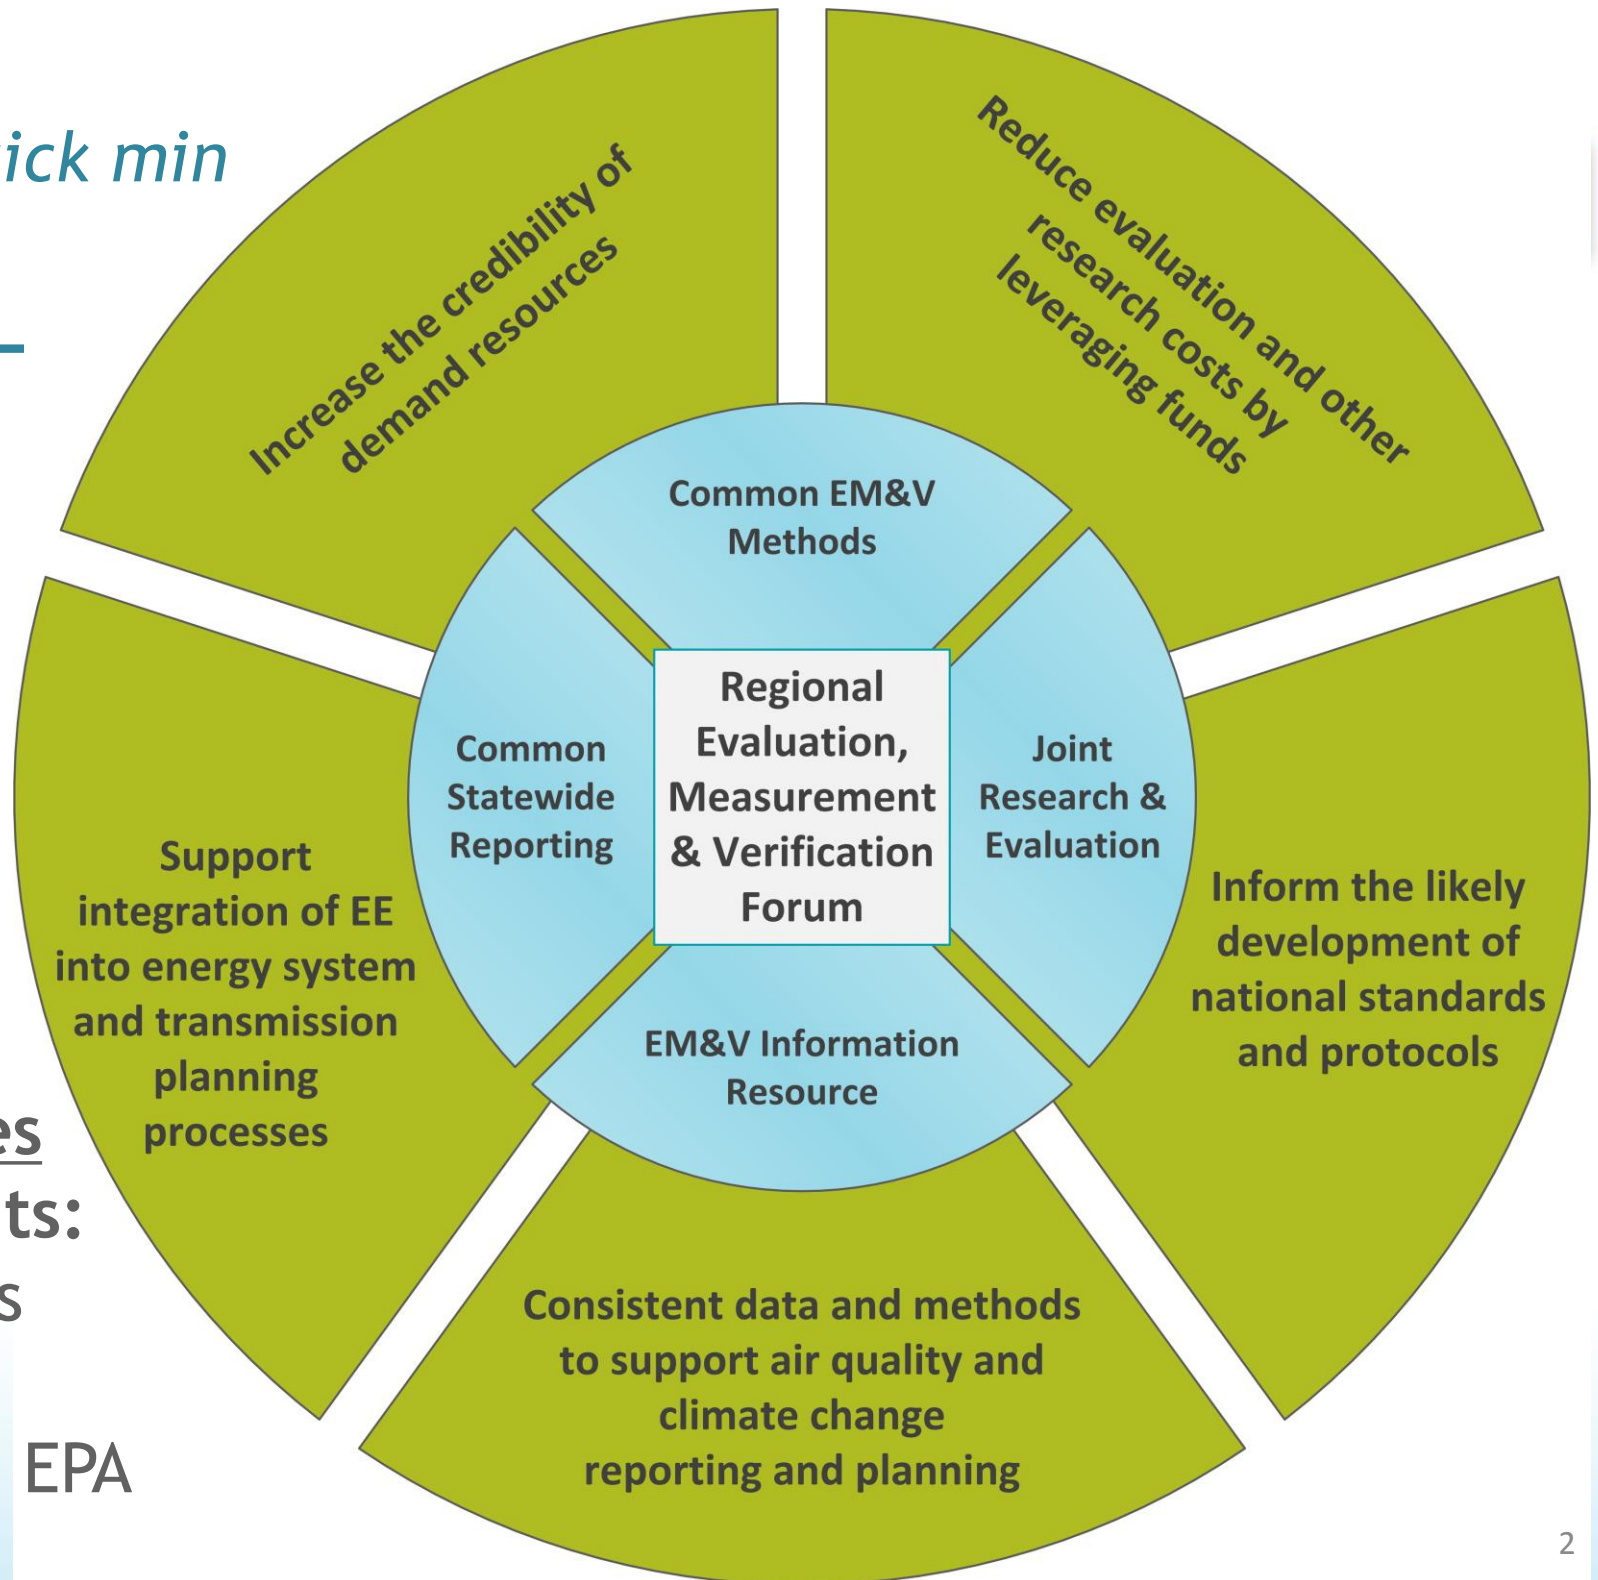 ick min
Increase the credibility of
demand resources
Reduce evaluation and other
research costs by
leveraging funds
Common EM&V
Methods
Common
Statewide
Reporting
Regional
Evaluation,
Measurement
& Verification
Forum
Joint
Research &
Evaluation
EM&V Information
Resource
Support
integration of EE
into energy system
and transmission
planning
processes
Inform the likely
development of
national standards
and protocols
Consistent data and methods
to support air quality and
climate change
reporting and planning
es
ts:
s
EPA
2